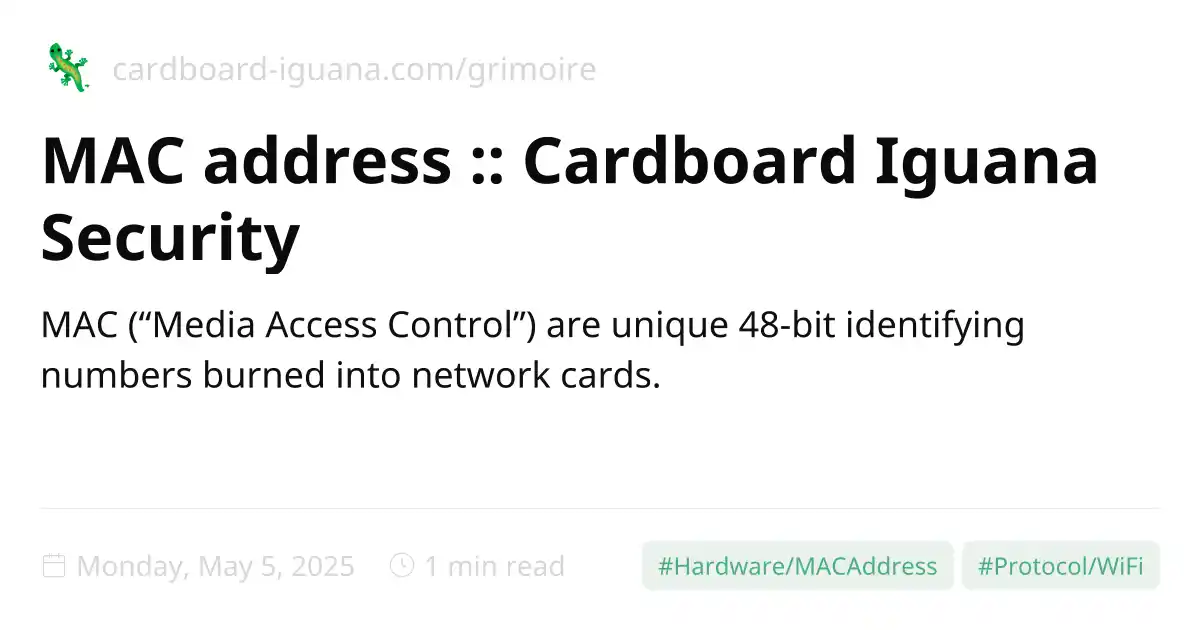 cardboard-iguana.com/grimoire
MAC address :: Cardboard Iguana
Security
MAC (“Media Access Control”) are unique 48-bit identifying
numbers burned into network cards.
Monday, May 5, 2025 1 min read #Hardware/MACAddress #Protocol/WiFi